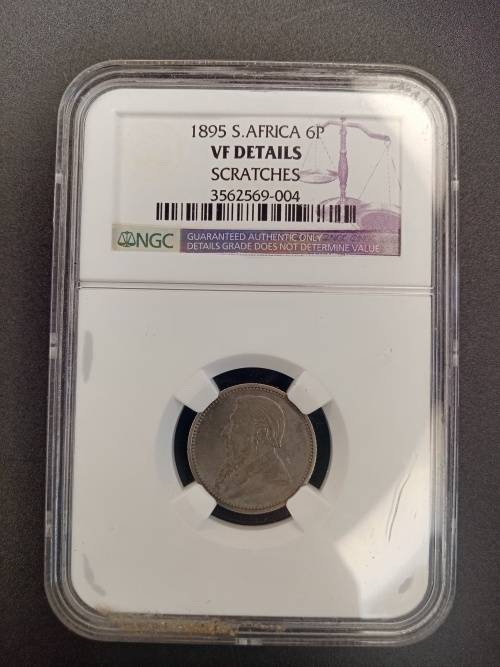 1895 S.AFRICA 6P
VF DETAILS
SCRATCHES
3562569-004
NGC
GUARANTEED AUTHENTIC ONLY
DETAILS GRADE DOES NOT DETERMINE VALUE